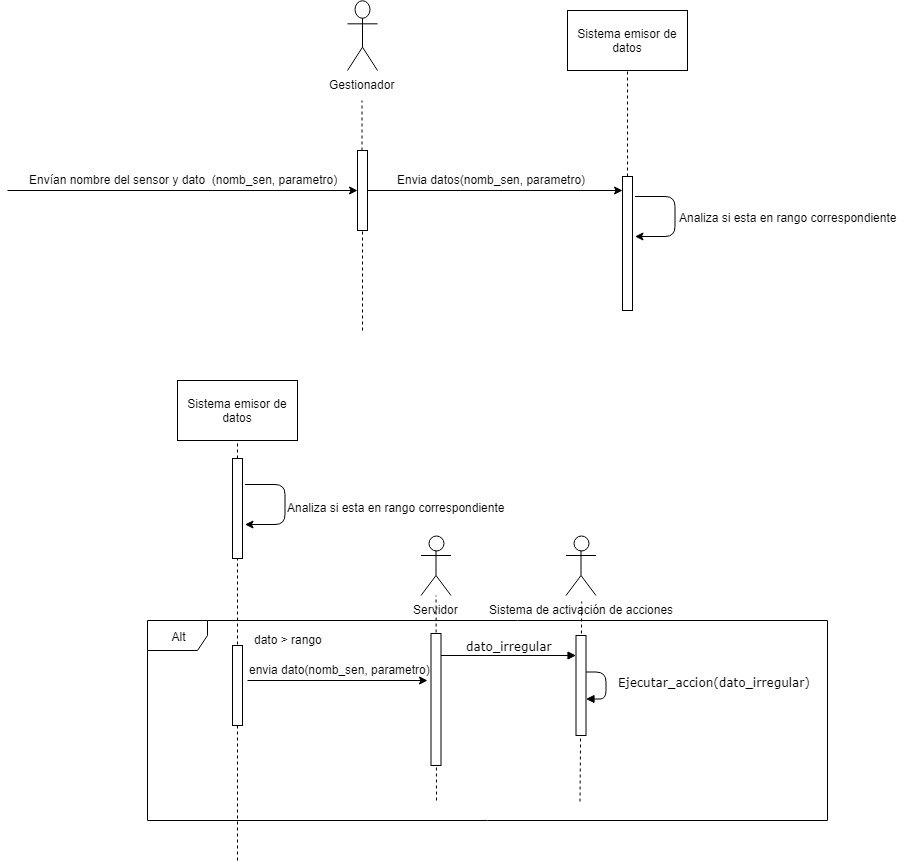 Gestionador
Sistema emisor de
datos
Envían nombre del sensor y dato (nomb_sen, parametro)
Envia datos(nomb_sen, parametro)
Analiza si esta en rango correspondiente
Sistema emisor de
datos
Analiza si esta en rango correspondiente
Servidor
Sistema de activación de acciones
Alt
dato > rango
envia dato(nomb_sen, parametro)
dato_irregular
Ejecutar_accion(dato_irregular)